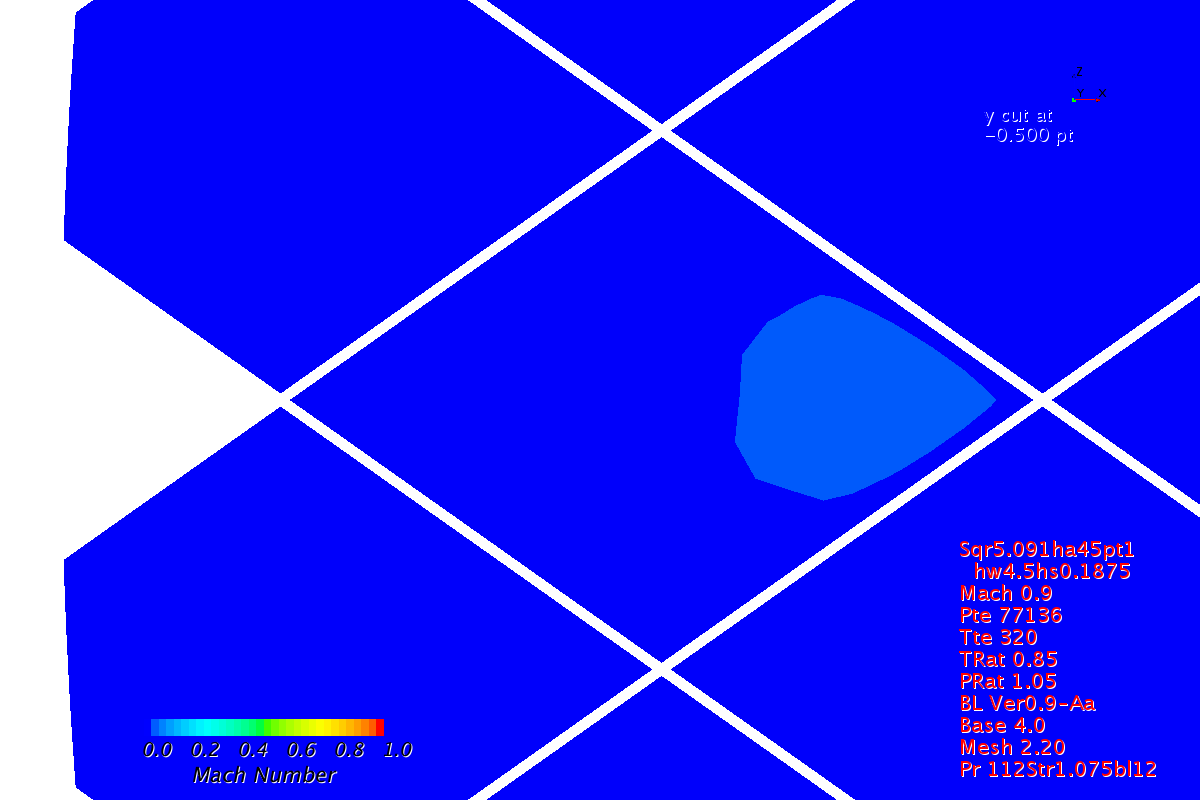 Z
Y X
y cut at
−0.500 pt
Sqr5.091ha45pt1
hw4.5hs0.1875
Mach 0.9
Pte 77136
Tte 320
TRat 0.85
PRat 1.05
BL Ver0.9−Aa
Base 4.0
Mesh 2.20
Pr 112Str1.075bl12
0.0 0.2 0.4 0.6 0.8 1.0
Mach Number